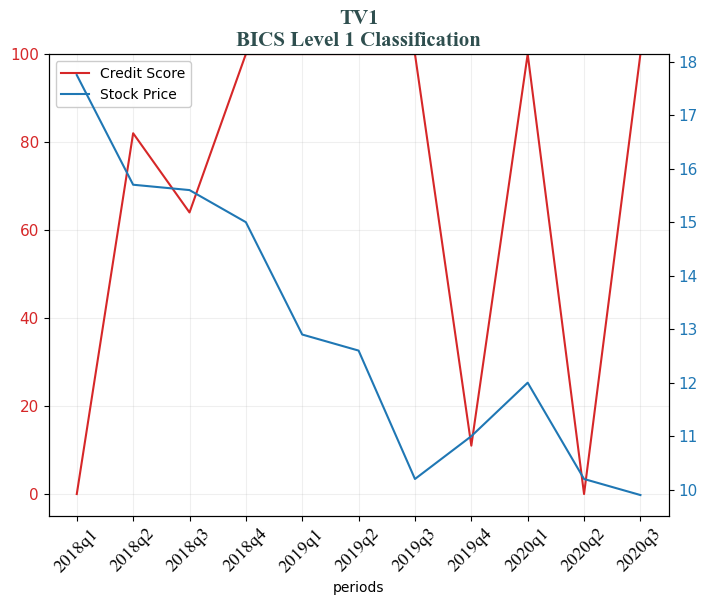 TV1
BICS Level 1 Classification
Credit Score
Stock Price
100
80
60
40
20
0
18
17
16
15
14
13
12
11
10
2018q1
2018q2
2018q3
2018q4
2019q1
2019q2
2019q3
2019q4
2020q1
2020q2
2020q3
periods